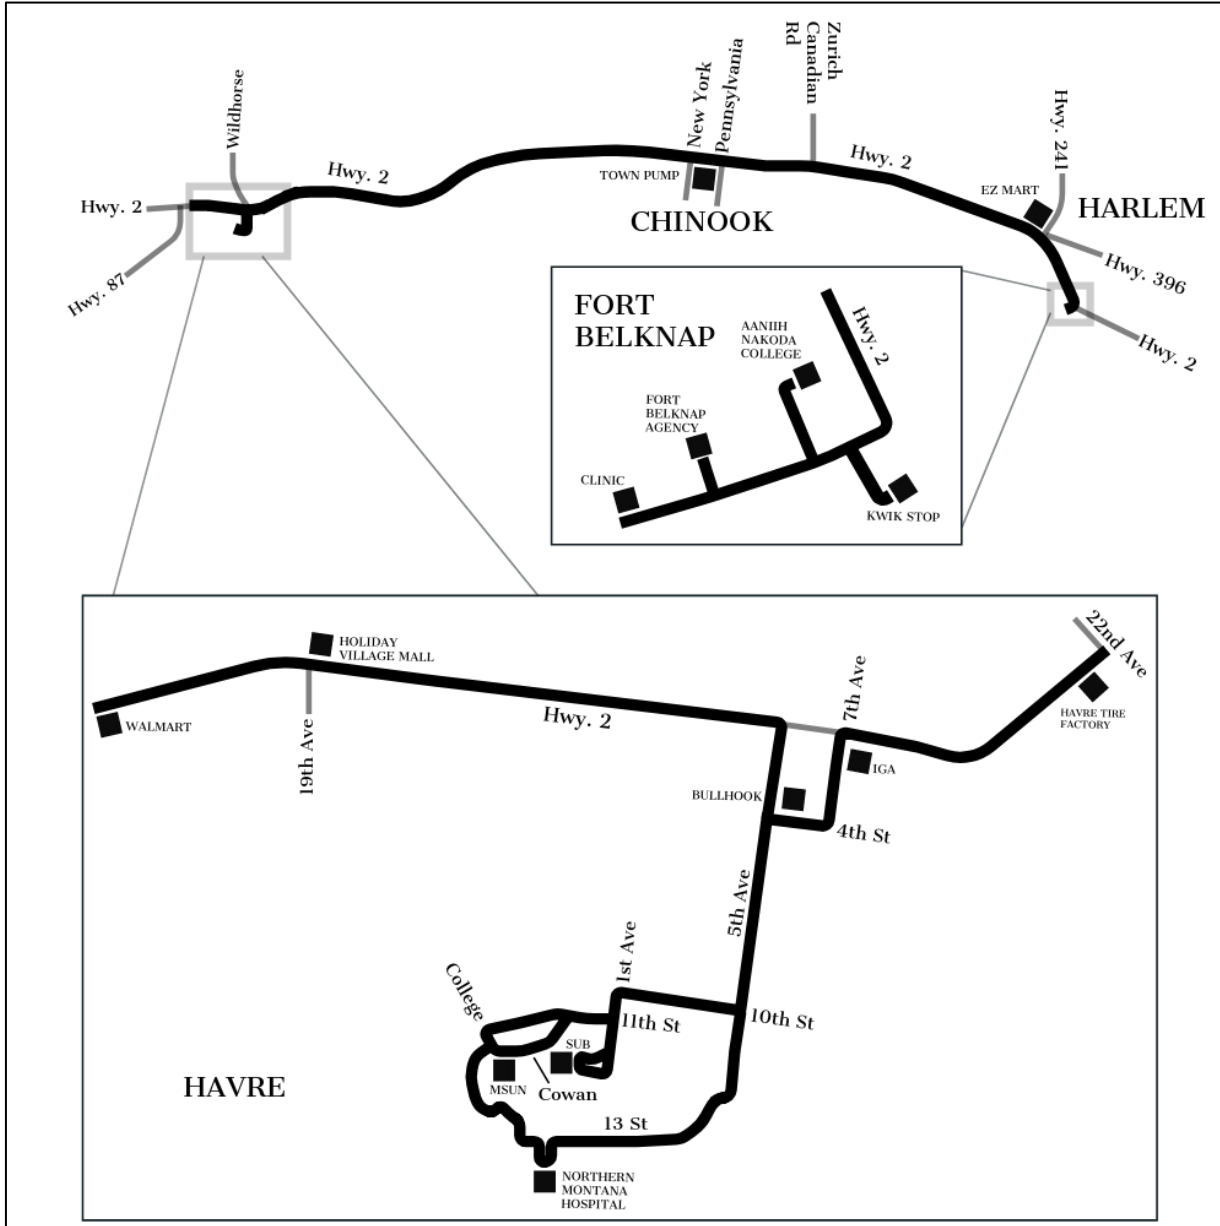 Zurich
Canadian
Rd
Wildhorse
New York
Pennsylvania
Hwy. 241
Hwy. 2
Hwy. 2
TOWN PUMP
EZ MART
Hwy. 2
CHINOOK
HARLEM
Hwy. 87
Hwy. 396
Hwy. 2
FORT
BELKNAP
AANIIH
NAKODA
COLLEGE
Hwy. 2
FORT
BELKNAP
AGENCY
CLINIC
KWIK STOP
HOLIDAY
VILLAGE MALL
22nd Ave
7th Ave
WALMART
19th Ave
Hwy. 2
HAVRE TIRE
FACTORY
IGA
BULLHOOK
4th St
5th Ave
1st Ave
College
11th St
10th St
SUB
MSUN
Cowan
HAVRE
13 St
NORTHERN
MONTANA
HOSPITAL